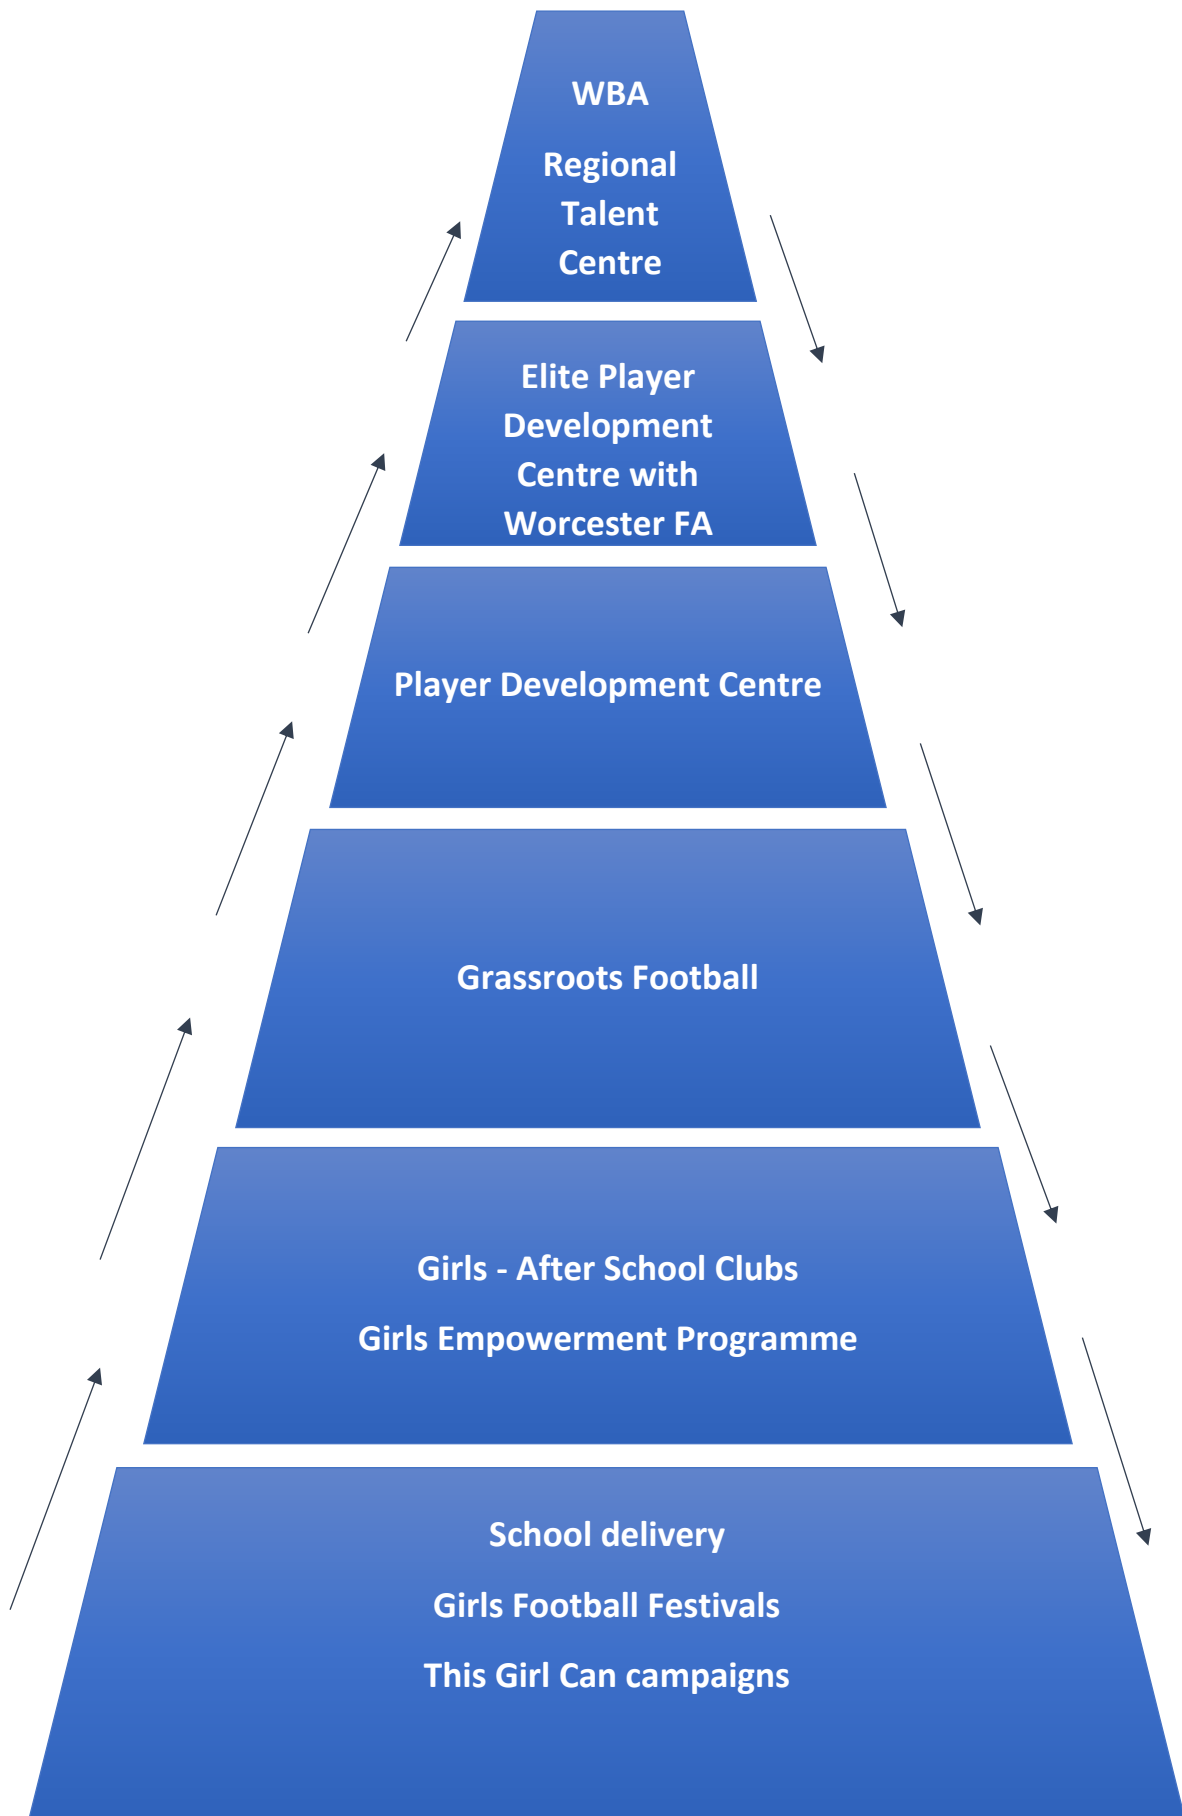 WBA
Regional
Talent
Centre
Elite Player
Development
Centre with
Worcester FA
Player Development Centre
Grassroots Football
Girls - After School Clubs
Girls Empowerment Programme
School delivery
Girls Football Festivals
This Girl Can campaigns